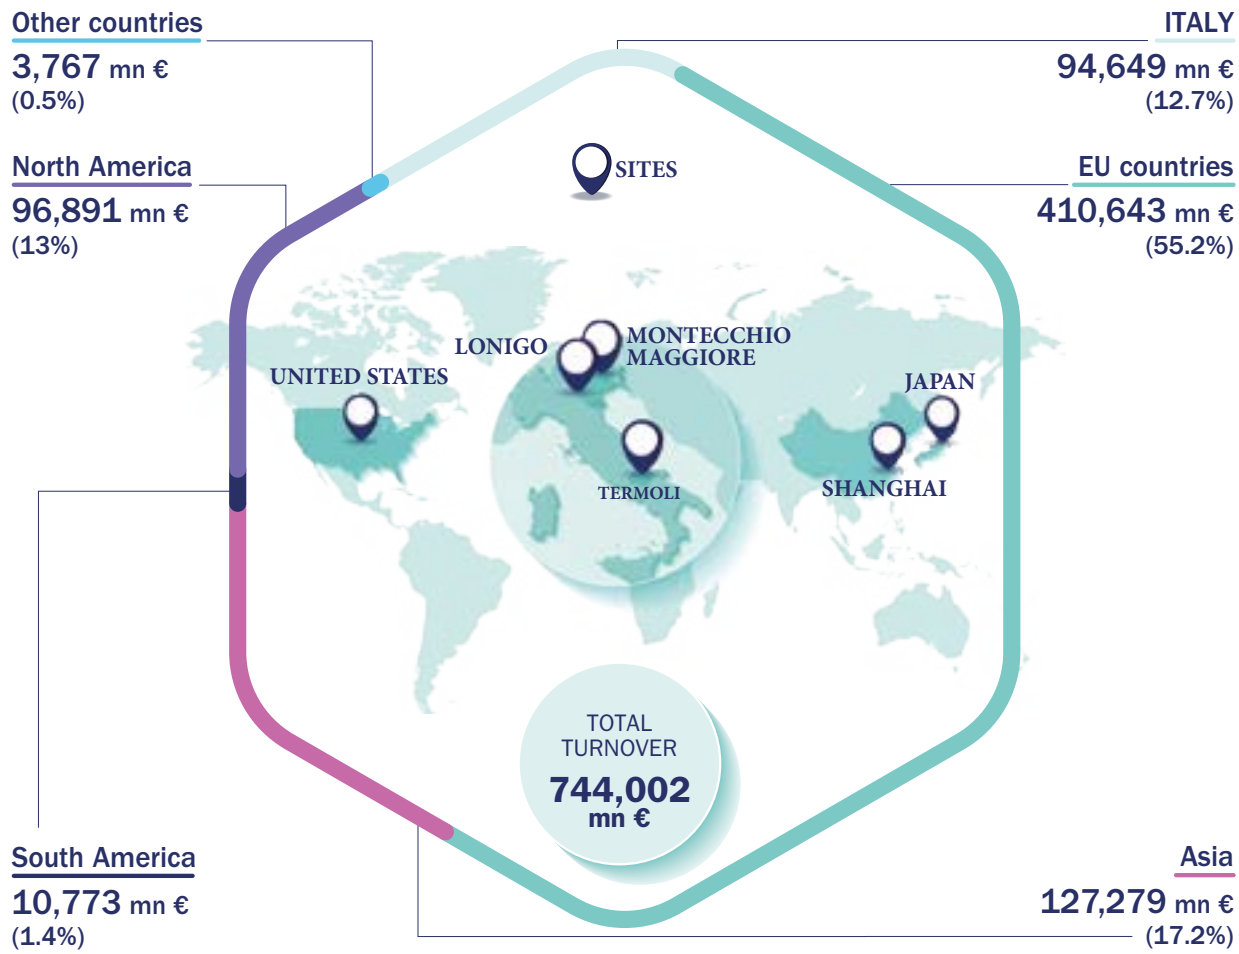 Other countries
3,767 mn €
(0.5%)
ITALY
94,649 mn €
(12.7%)
North America
96,891 mn €
(13%)
SITES
EU countries
410,643 mn €
(55.2%)
LONIGO
MONTECCHIO
MAGGIORE
UNITED STATES
JAPAN
TERMOLI
SHANGHAI
TOTAL
TURNOVER
744,002
mn €
South America
10,773 mn €
(1.4%)
Asia
127,279 mn €
(17.2%)